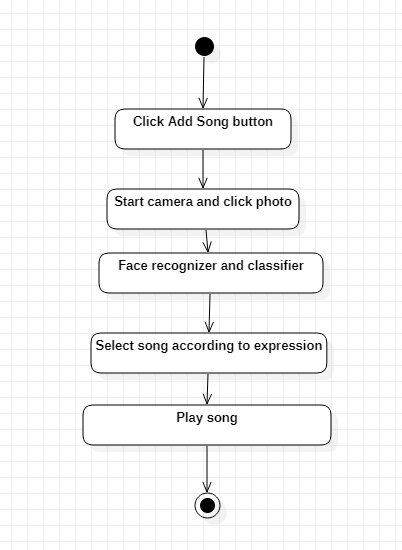 Click Add Song button
Start camera and click photo
Face recognizer and classifier
Select song according to expression
Play song